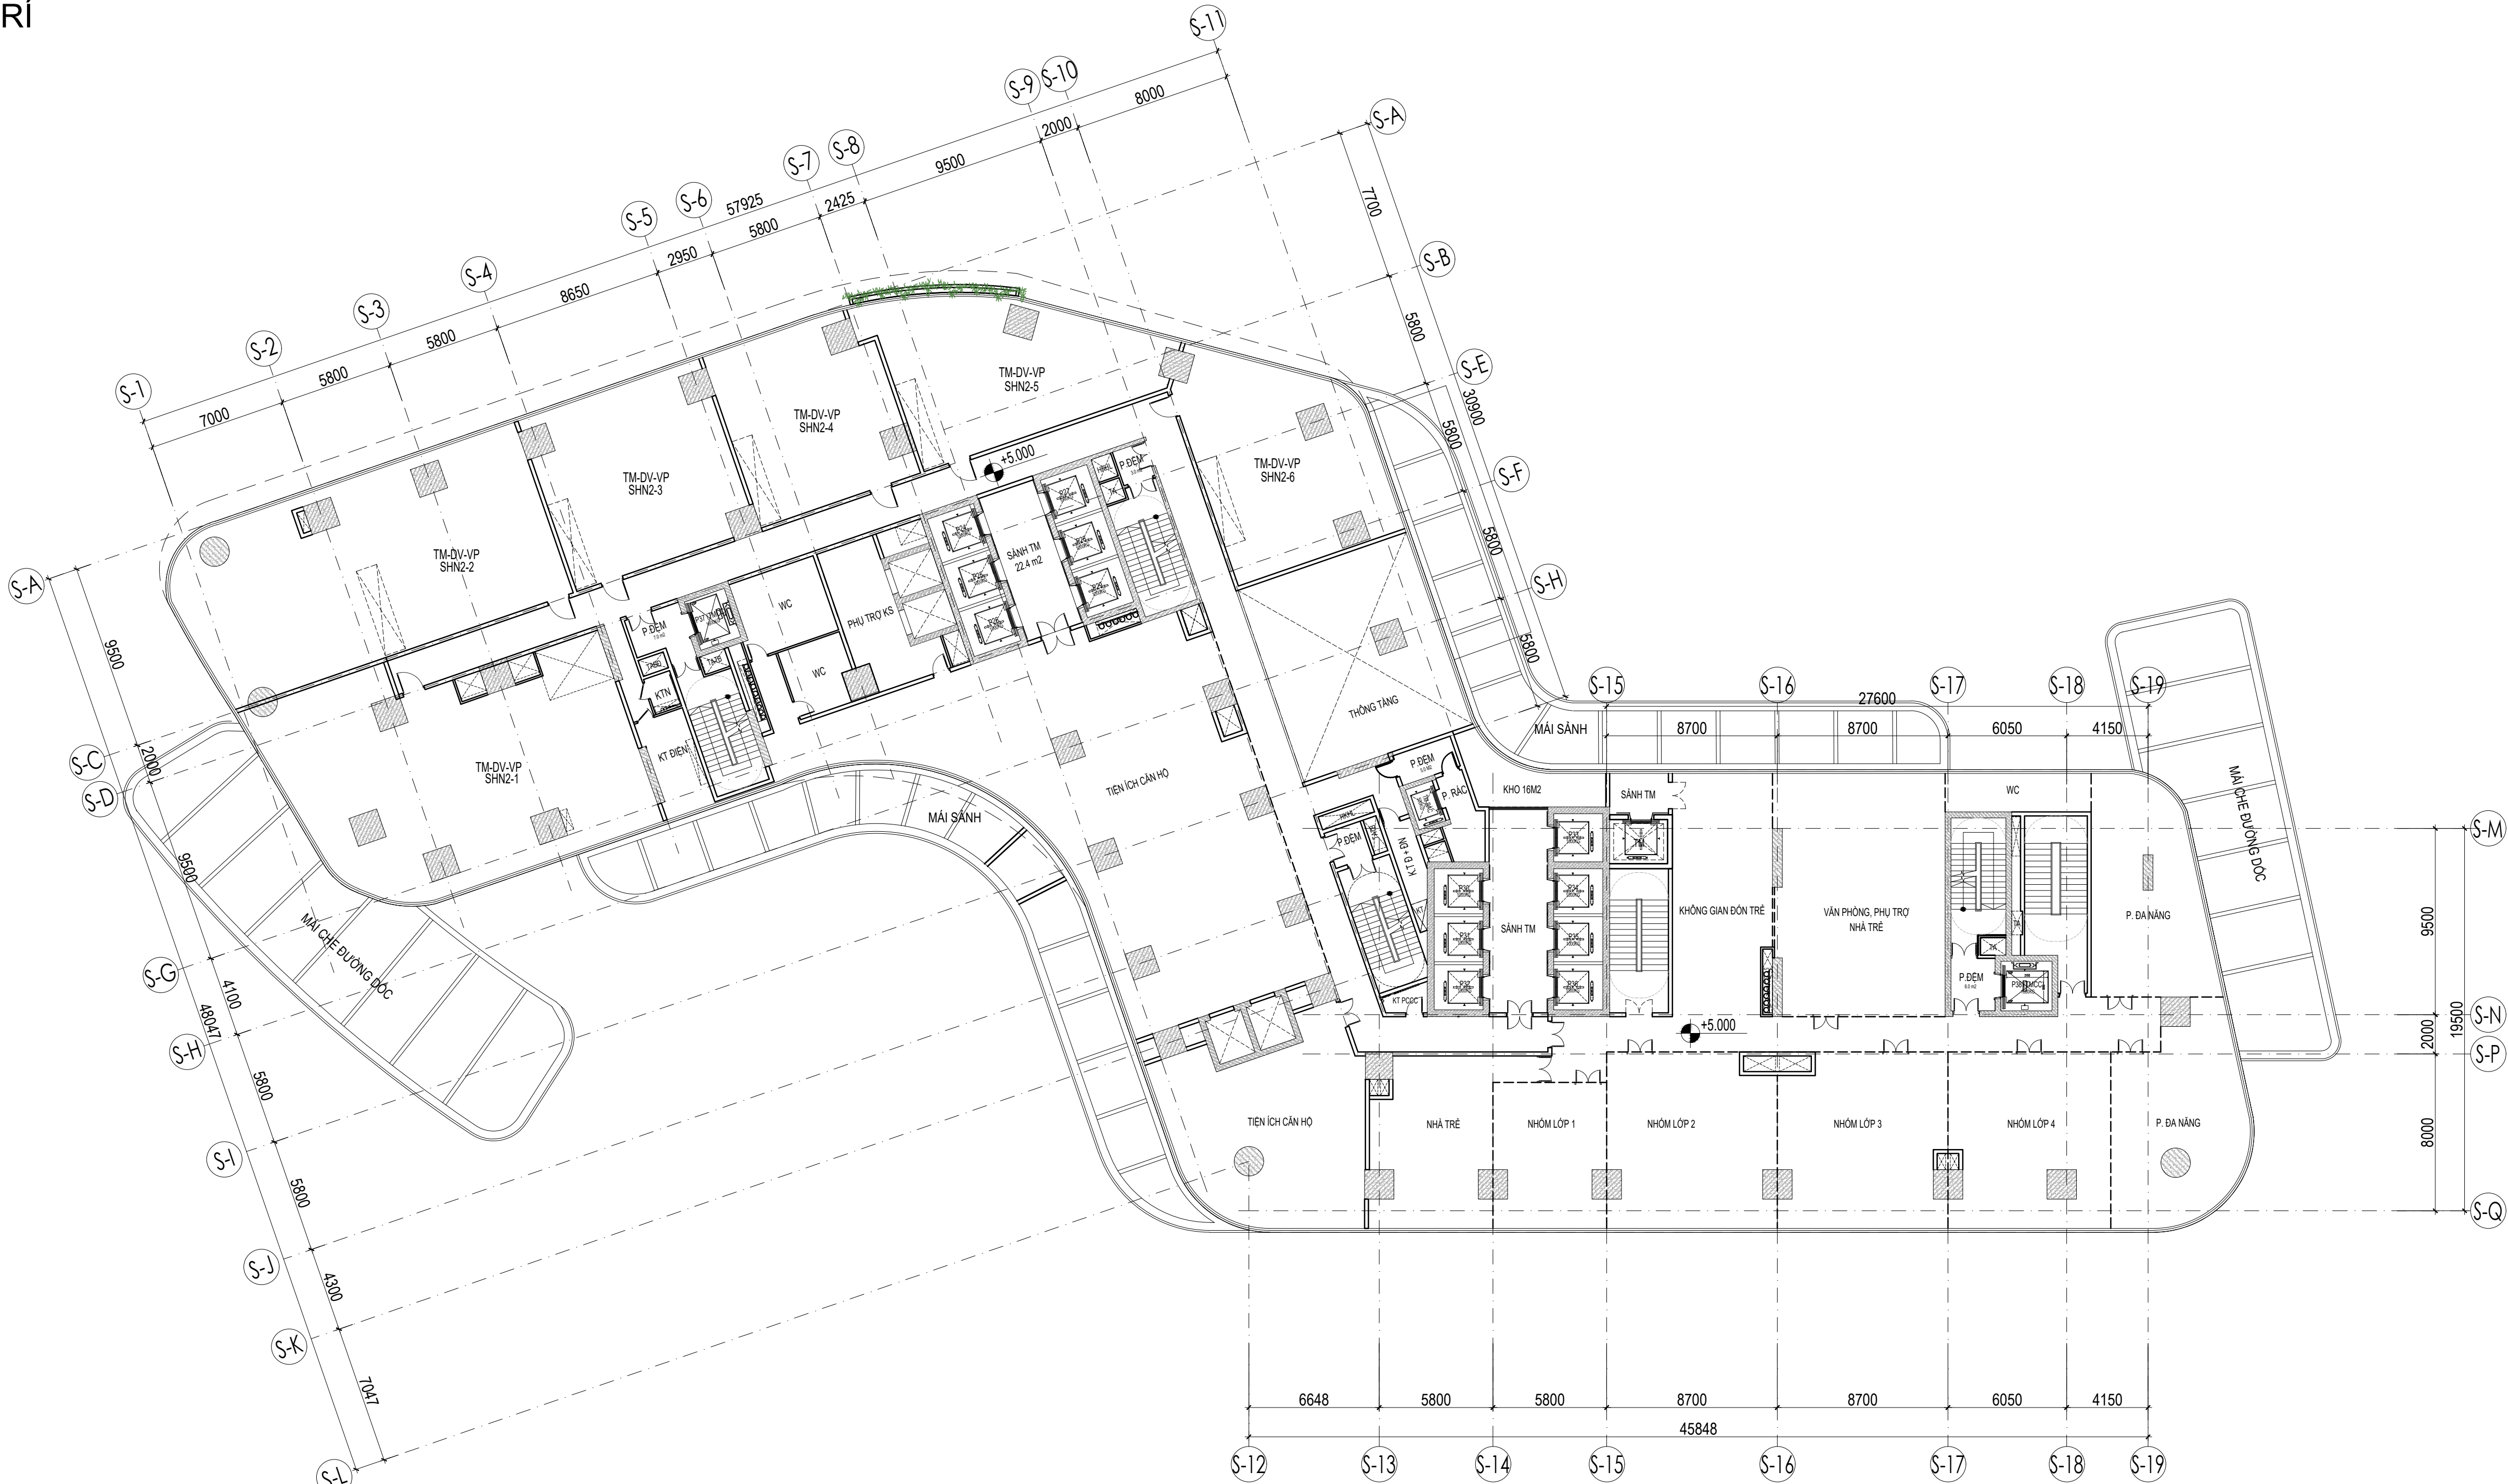 RÍ
S-11
S-10
S-9
8000
2000
S-A
S-8
S-7
9500
7700
57925
2425
S-6
5800
S-5
2950
S-B
S-4
8650
5800
S-3
5800
S-E
S-2
5800
30900
S-1
7000
5800
TM-DV-VP
SHN2-5
TM-DV-VP
SHN2-4
S-F
+5.000
P.ĐỆM
TM-DV-VP
SHN2-6
TM-DV-VP
SHN2-3
5800
S-H
SẢNH TM
22.4 m2
TM-DV-VP
SHN2-2
S-A
WC
PHỤ TRỢ KS
P.ĐỆM
5800
9500
WC
KTN
S-15
S-16
S-17
S-18
S-19
27600
THÔNG TẦNG
MÁI SẢNH
8700
8700
6050
4150
KT ĐIỆN
S-C
2000
TM-DV-VP
SHN2-1
TIỆN ÍCH CĂN HỘ
P.ĐỆM
P. RÁC
KHO 16M2
SẢNH TM
WC
MÁI CHE ĐƯỜNG DỐC
S-D
MÁI SẢNH
P.ĐỆM
KT Đ + ĐN
S-M
9500
KHÔNG GIAN ĐÓN TRẺ
VĂN PHÒNG, PHỤ TRỢ
NHÀ TRẺ
P. ĐA NĂNG
SẢNH TM
KT
TA
TA
9500
MÁI CHE ĐƯỜNG DỐC
S-G
4100
P.ĐỆM
6.0 m2
KT PCCC
+5.000
S-N
48047
S-H
2000
19500
S-P
5800
TIỆN ÍCH CĂN HỘ
NHÀ TRẺ
NHÓM LỚP 1
NHÓM LỚP 2
NHÓM LỚP 3
NHÓM LỚP 4
P. ĐA NĂNG
8000
S-I
5800
S-Q
S-J
4300
S-K
7047
6648
5800
5800
8700
8700
6050
4150
45848
S-L
S-12
S-13
S-14
S-15
S-16
S-17
S-18
S-19